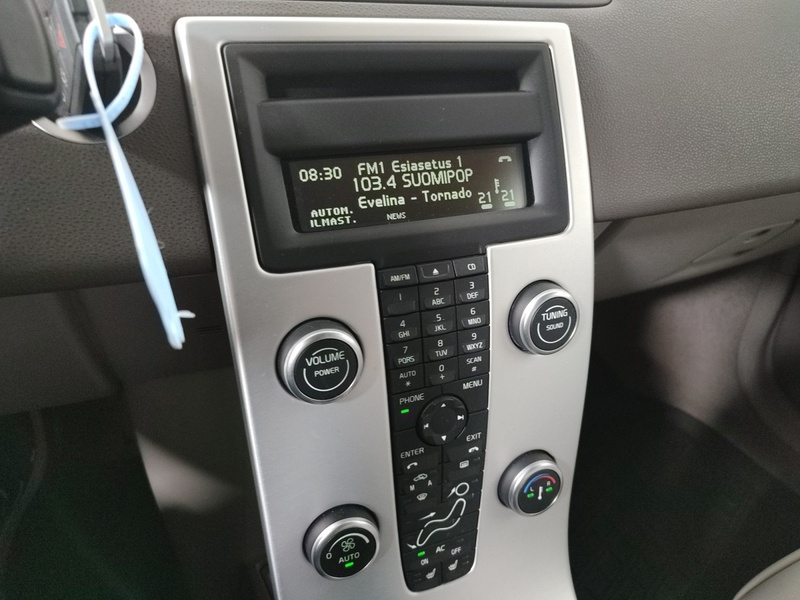 08:30 FM1 Esiasetus 1
103.4 SUOMIPOP
Evelina - Tornado
21 21
AUTOM.
ILMAST.
NEWS
AM/FM
CD
1
2
ABC
3
DEF
4
GHI
5
JKL
6
MNO
7
PQRS
8
TUV
9
WXYZ
AUTO
*
0
+
SCAN
#
VOLUME
POWER
TUNING
SOUND
PHONE
MENU
ENTER
EXIT
M A
L R
0
AUTO
AC
ON OFF